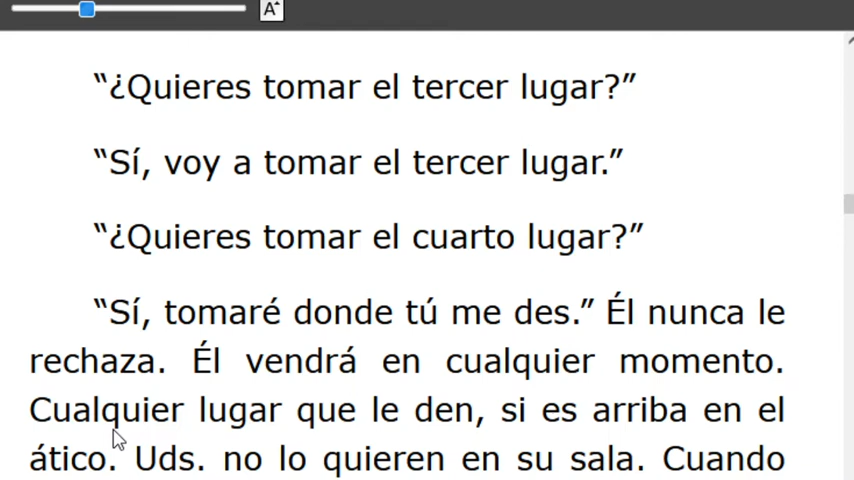 A
“¿Quieres tomar el tercer lugar?”
“Sí, voy a tomar el tercer lugar.”
“¿Quieres tomar el cuarto lugar?”
“Sí, tomaré donde tú me des.” Él nunca le
rechaza. Él vendrá en cualquier momento.
Cualquier lugar que le den, si es arriba en el
ático. Uds. no lo quieren en su sala. Cuando